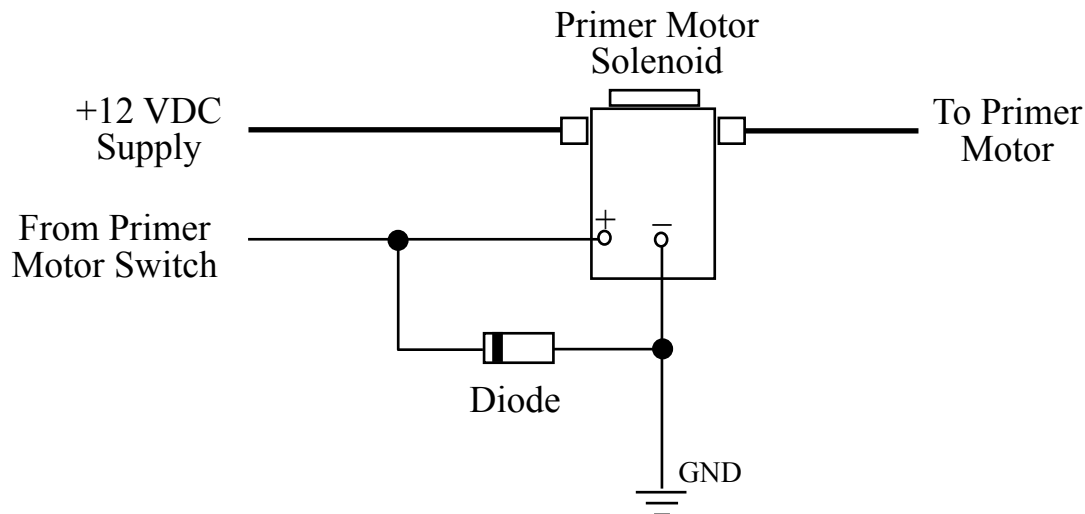 Primer Motor
Solenoid
+12 VDC
Supply
To Primer
Motor
From Primer
Motor Switch
+
−
Diode
GND